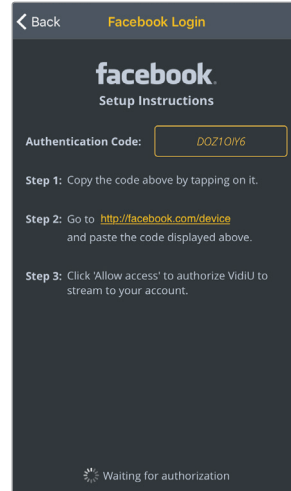 Back Facebook Login
facebook.
Setup Instructions
Authentication Code: DOZ1OIY6
Step 1: Copy the code above by tapping on it.
Step 2: Go to http://facebook.com/device
and paste the code displayed above.
Step 3: Click 'Allow access' to authorize VidiU to
stream to your account.
Waiting for authorization